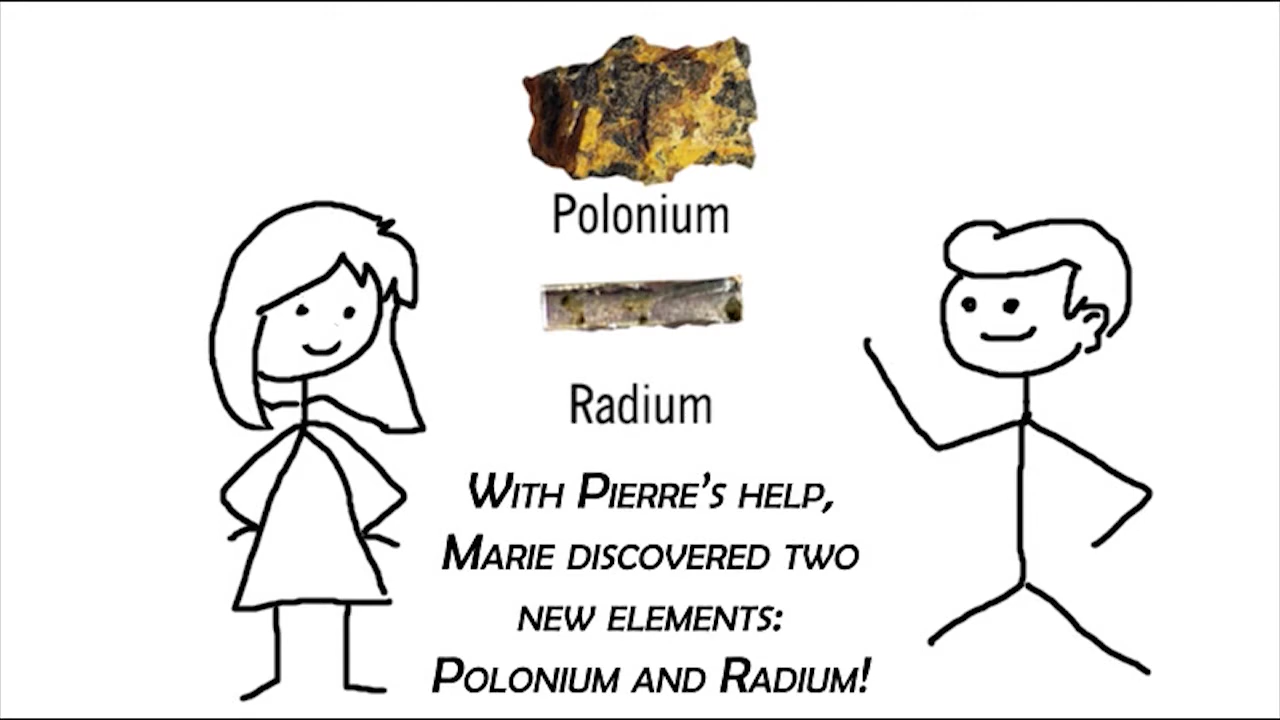 Polonium
Radium
With Pierre's help,
Marie discovered two
new elements:
Polonium and Radium!